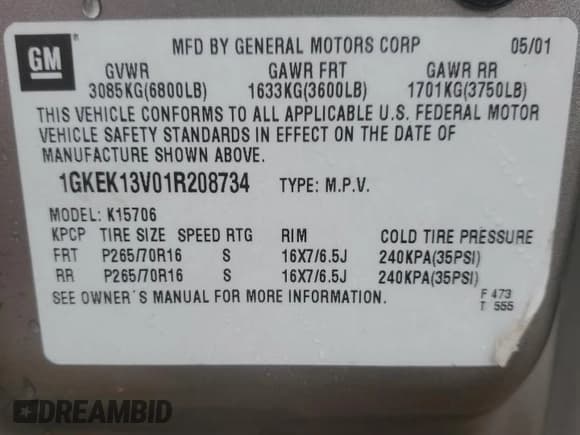 GM MFD BY GENERAL MOTORS CORP 05/01
GVWR GAWR FRT GAWR RR
3085KG(6800LB) 1633KG(3600LB) 1701KG(3750LB)
THIS VEHICLE CONFORMS TO ALL APPLICABLE U.S. FEDERAL MOTOR
VEHICLE SAFETY STANDARDS IN EFFECT ON THE DATE OF
MANUFACTURE SHOWN ABOVE.
1GKEK13V01R208734 TYPE: M.P.V.
MODEL: K15706
KPCP TIRE SIZE SPEED RTG RIM COLD TIRE PRESSURE
FRT P265/70R16 S 16X7/6.5J 240KPA(35PSI)
RR P265/70R16 S 16X7/6.5J 240KPA(35PSI)
SEE OWNER'S MANUAL FOR MORE INFORMATION. F 473
T 555
DREAMBID